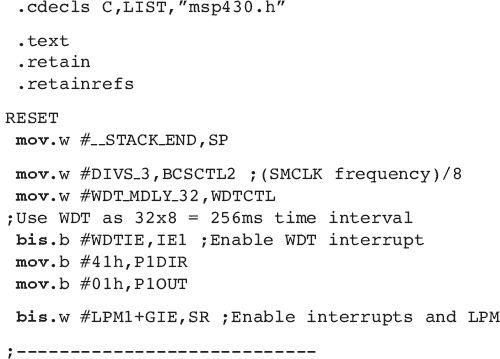 .cdecls C,LIST,”msp430.h”
.text
.retain
.retainrefs
RESET
mov.w #__STACK_END,SP
mov.w #DIVS_3,BCSCTL2 ;(SMCLK frequency)/8
mov.w #WDT_MDLY_32,WDTCTL
;Use WDT as 32x8 = 256ms time interval
bis.b #WDTIE,IE1 ;Enable WDT interrupt
mov.b #41h,P1DIR
mov.b #01h,P1OUT
bis.w #LPM1+GIE,SR ;Enable interrupts and LPM
;----------------------------